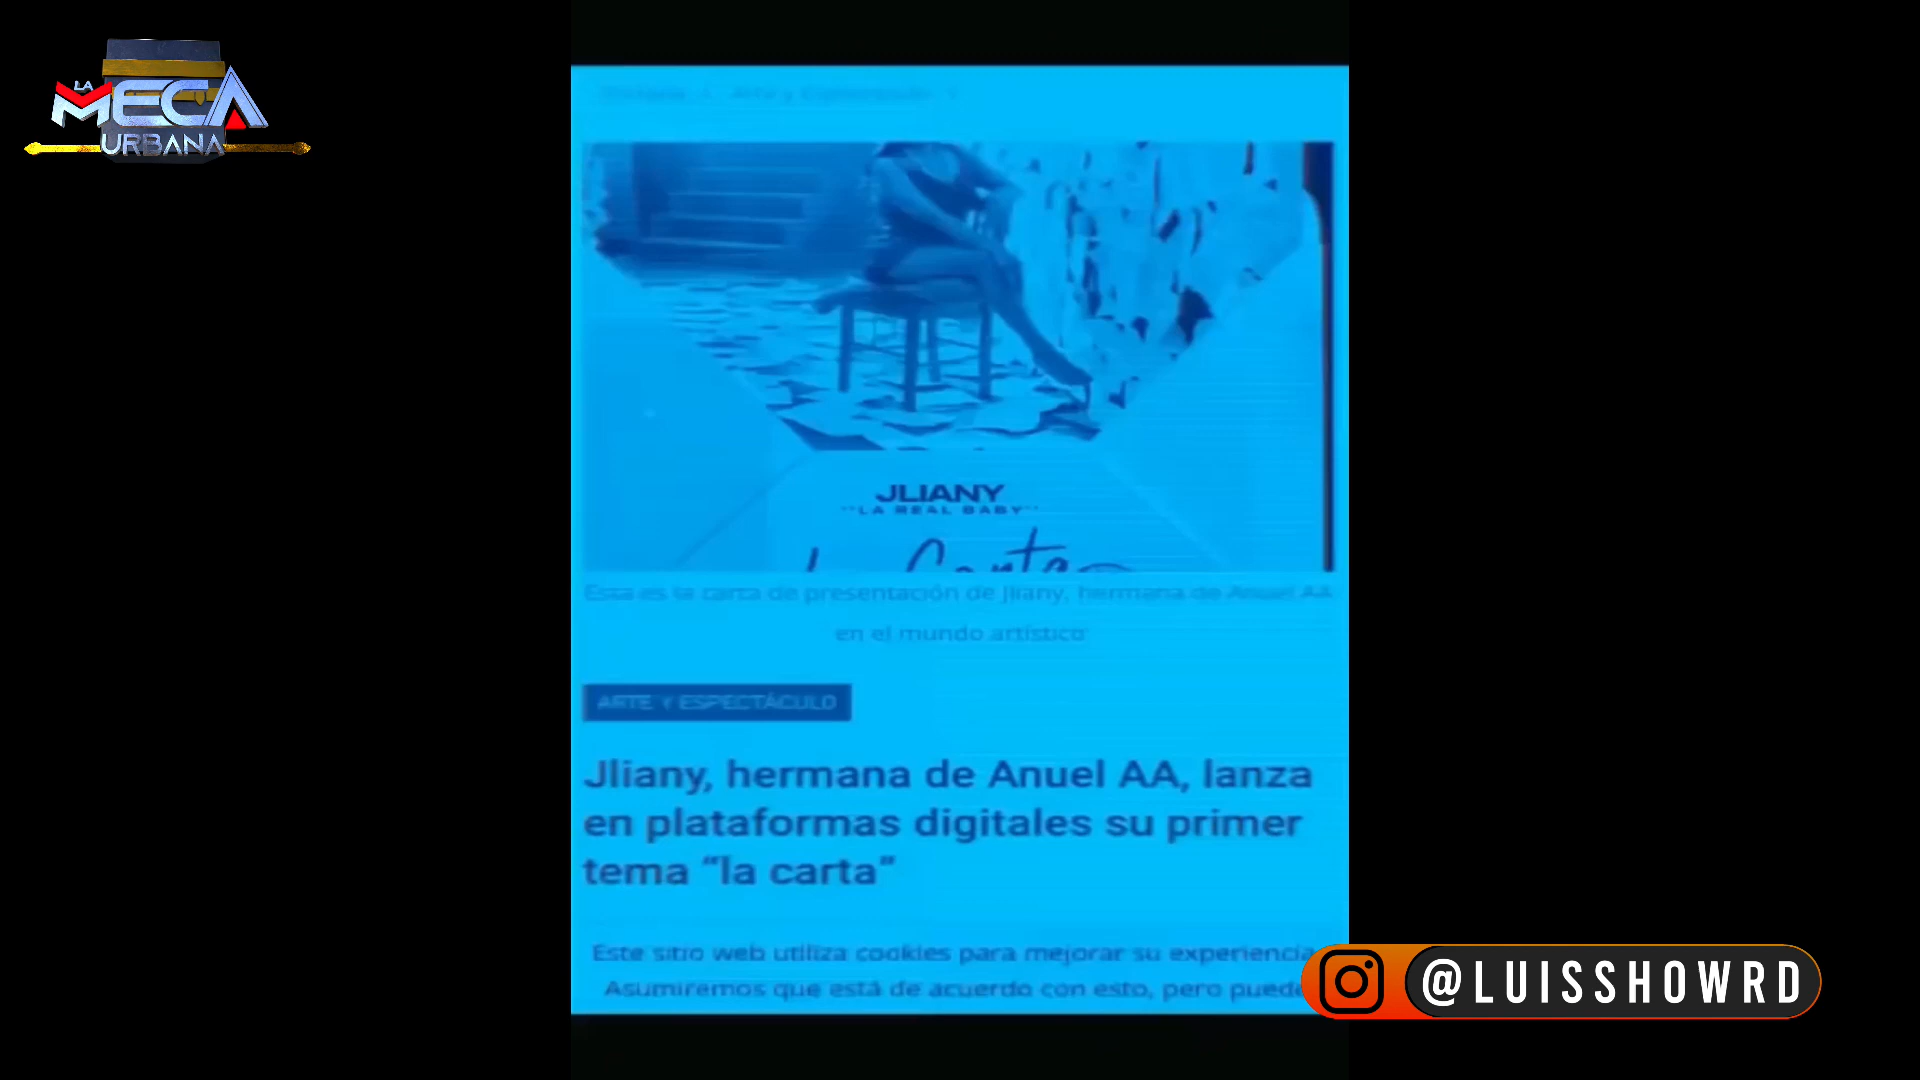 LA
MECA
URBANA
JLIANY
"LA REAL BABY"
La Carta
Esta es la carta de presentación de Jliany, hermana de Anuel AA
en el mundo artístico
ARTE Y ESPECTÁCULO
Jliany, hermana de Anuel AA, lanza
en plataformas digitales su primer
tema “la carta”
Este sitio web utiliza cookies para mejorar su experiencia
Asumiremos que está de acuerdo con esto, pero puede
@LUISSHOWRD